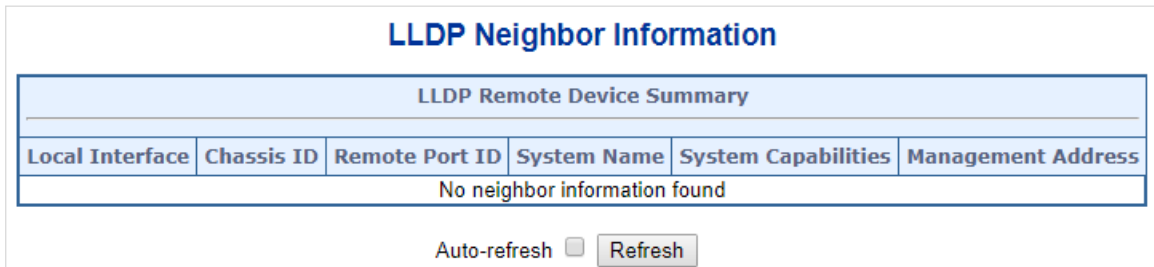 LLDP Neighbor Information
LLDP Remote Device Summary
Local Interface Chassis ID Remote Port ID System Name System Capabilities Management Address
No neighbor information found
Auto-refresh Refresh